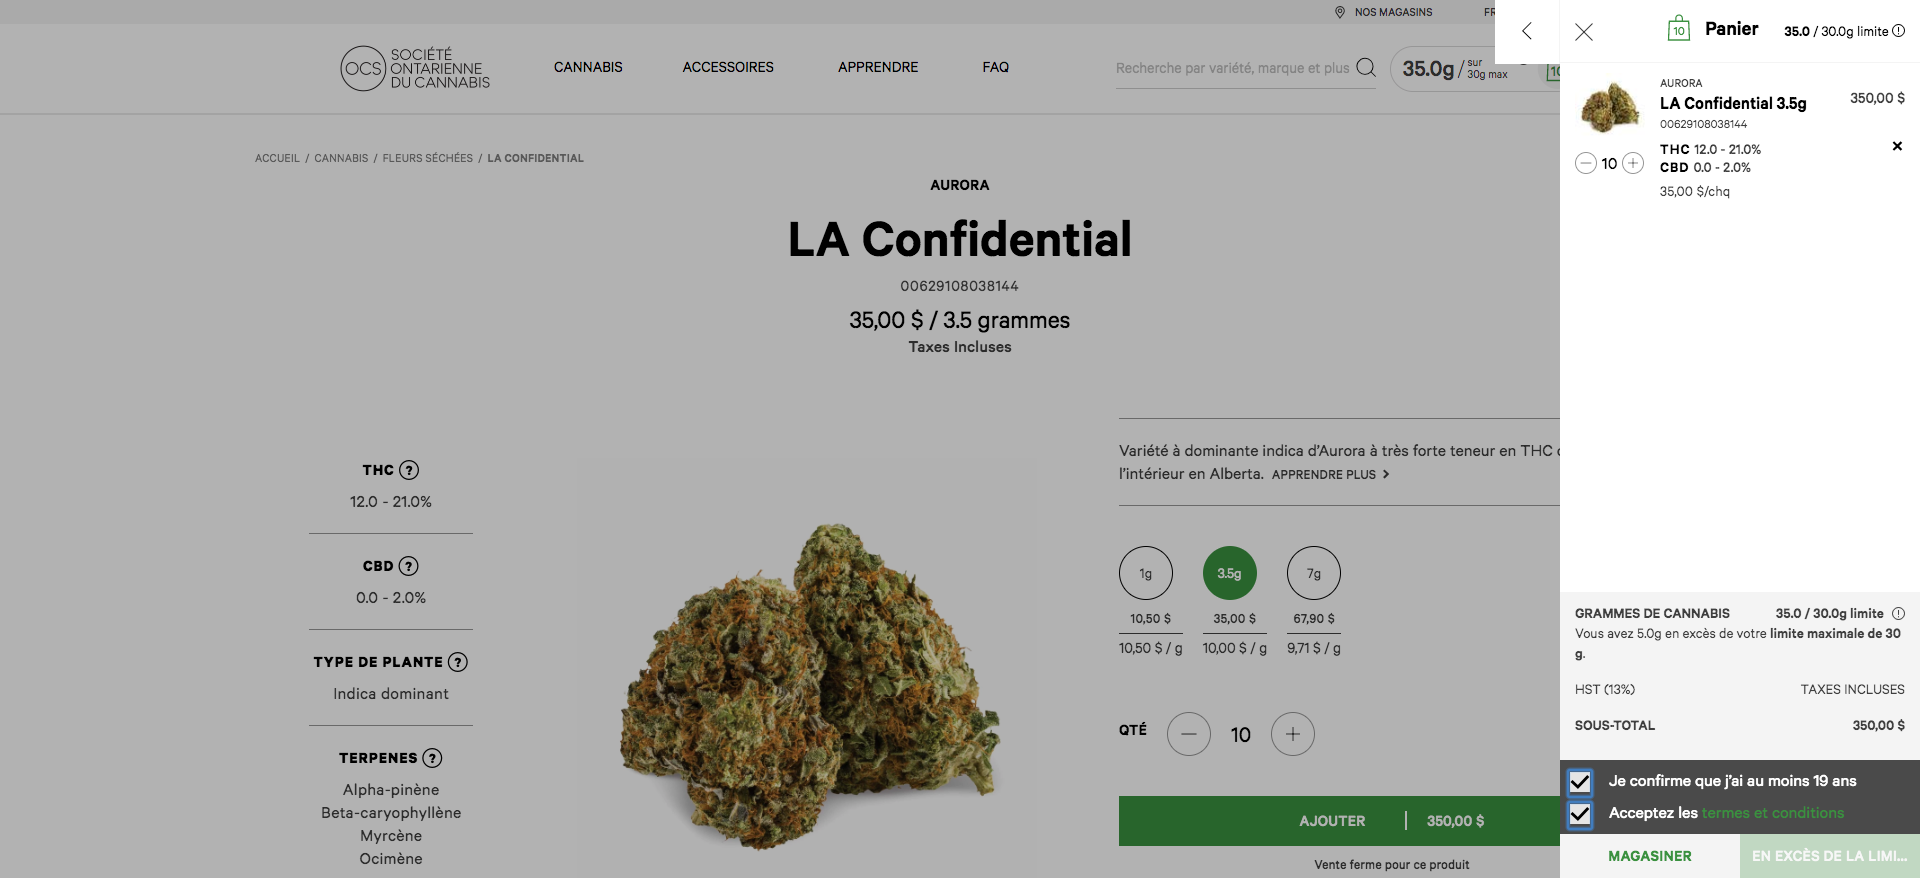 NOS MAGASINS
FR
OCS
SOCIÉTÉ
ONTARIENNE
DU CANNABIS
CANNABIS
ACCESSOIRES
APPRENDRE
FAQ
Recherche par variété, marque et plus
35.0g / sur 30g max
10
ACCUEIL / CANNABIS / FLEURS SÉCHÉES / LA CONFIDENTIAL
AURORA
LA Confidential
00629108038144
35,00 $ / 3.5 grammes
Taxes Incluses
THC ?
12.0 - 21.0%
CBD ?
0.0 - 2.0%
TYPE DE PLANTE ?
Indica dominant
TERPENES ?
Alpha-pinène
Beta-caryophyllène
Myrcène
Ocimène
Variété à dominante indica d'Aurora à très forte teneur en THC
l'intérieur en Alberta. APPRENDRE PLUS >
1g 3.5g 7g
10,50 $ 35,00 $ 67,90 $
10,50 $ / g 10,00 $ / g 9,71 $ / g
QTÉ — 10 +
AJOUTER | 350,00 $
Vente ferme pour ce produit
10 Panier 35.0 / 30.0g limite
AURORA
LA Confidential 3.5g 350,00 $
00629108038144
THC 12.0 - 21.0%
— 10 +
CBD 0.0 - 2.0%
35,00 $/chq
GRAMMES DE CANNABIS 35.0 / 30.0g limite
Vous avez 5.0g en excès de votre limite maximale de 30
g.
HST (13%) TAXES INCLUSES
SOUS-TOTAL 350,00 $
Je confirme que j'ai au moins 19 ans
Acceptez les termes et conditions
MAGASINER
EN EXCÈS DE LA LIMI...